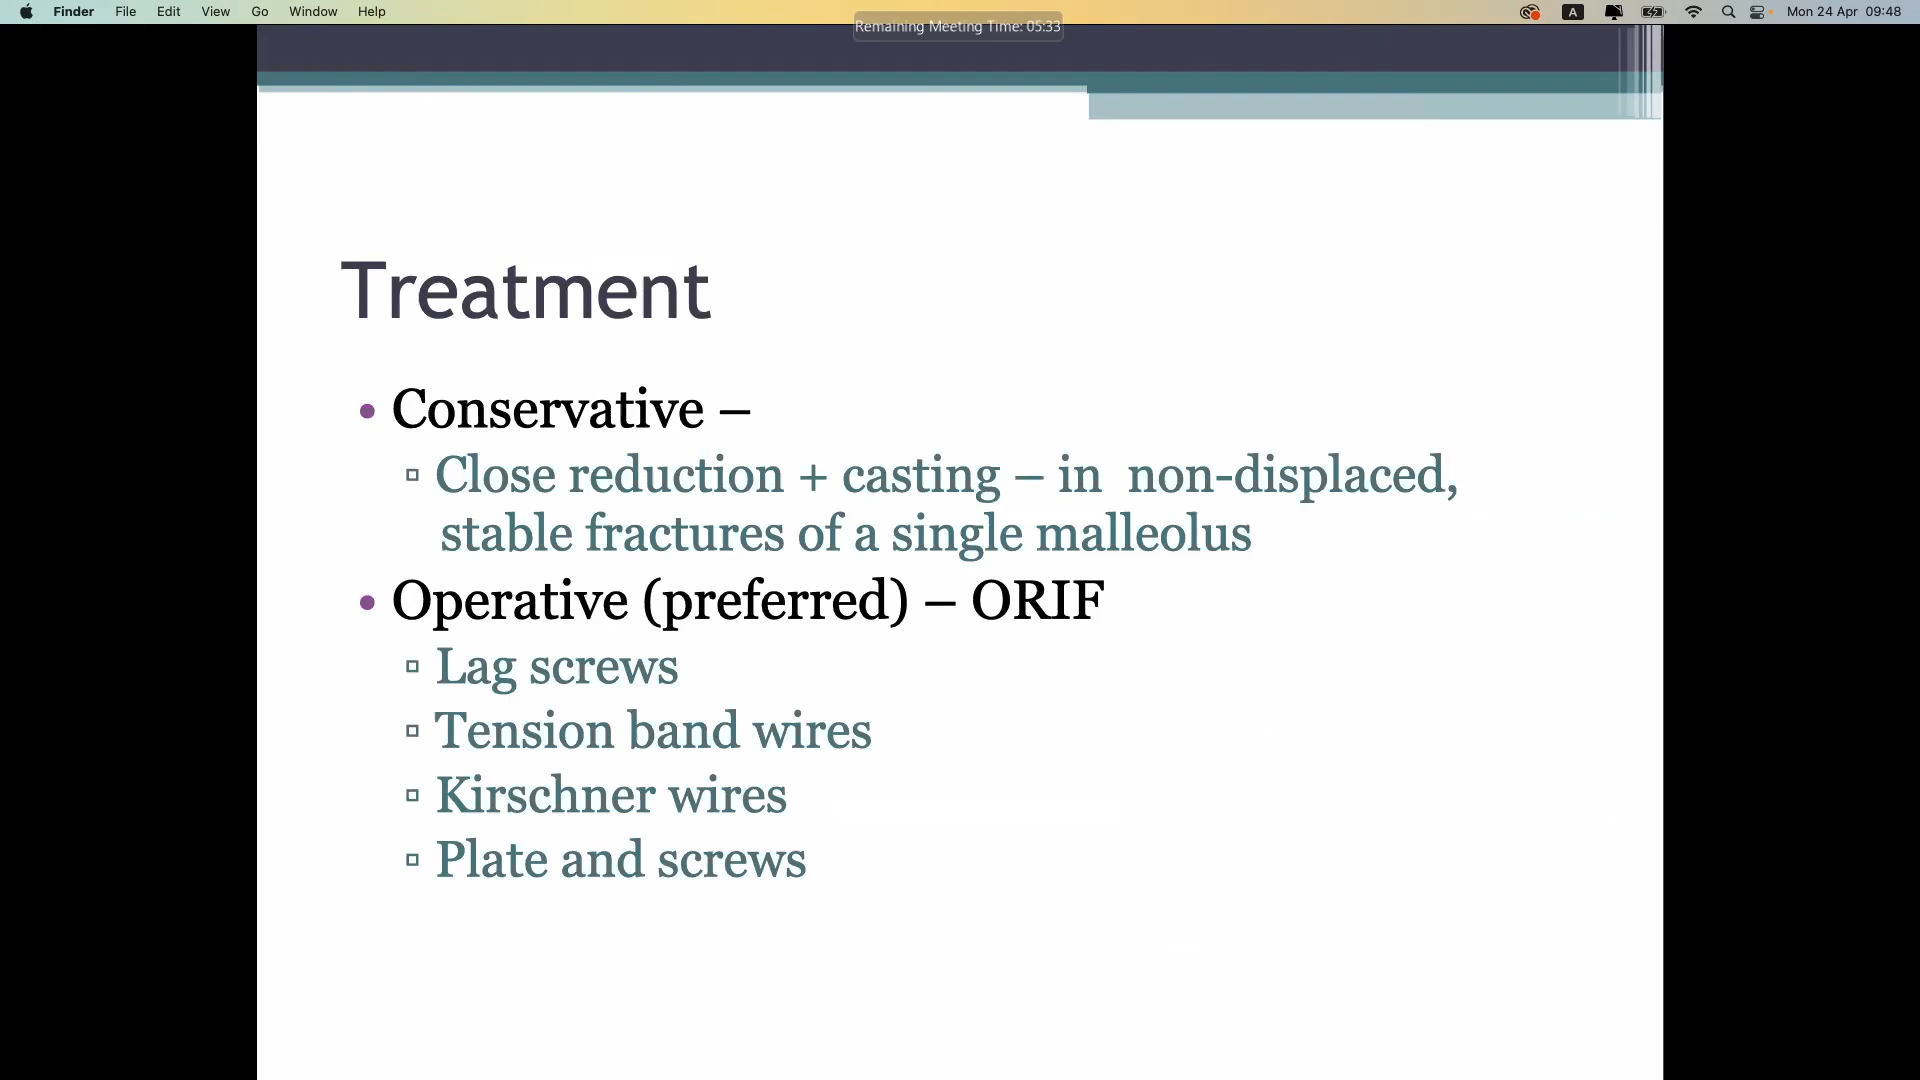 Finder File Edit View Go Window Help
A
Mon 24 Apr 09:48
Remaining Meeting Time: 05:33
Treatment
• Conservative –
▫ Close reduction + casting – in non-displaced,
stable fractures of a single malleolus
• Operative (preferred) – ORIF
▫ Lag screws
▫ Tension band wires
▫ Kirschner wires
▫ Plate and screws